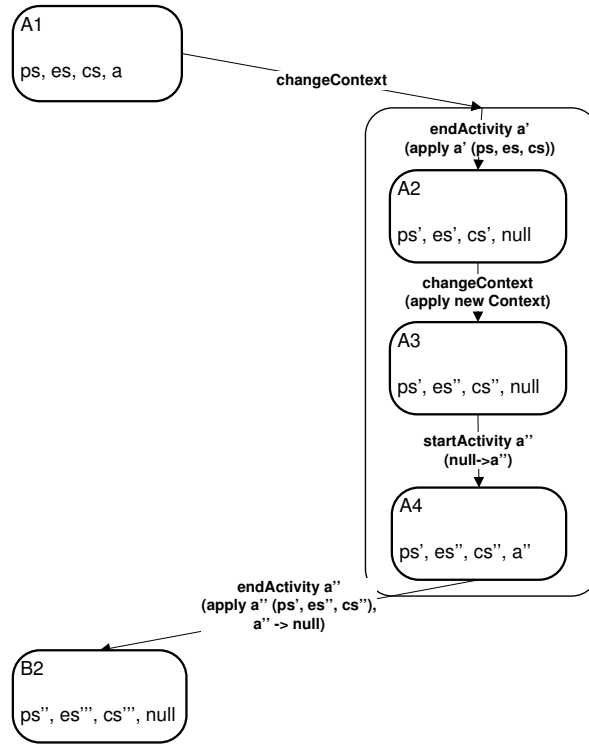 A1
ps, es, cs, a
changeContext
endActivity a'
(apply a' (ps, es, cs))
A2
ps', es', cs', null
changeContext
(apply new Context)
A3
ps', es'', cs'', null
startActivity a''
(null->a'')
A4
ps', es'', cs'', a''
endActivity a''
(apply a'' (ps', es'', cs''),
a'' -> null)
B2
ps'', es''', cs''', null